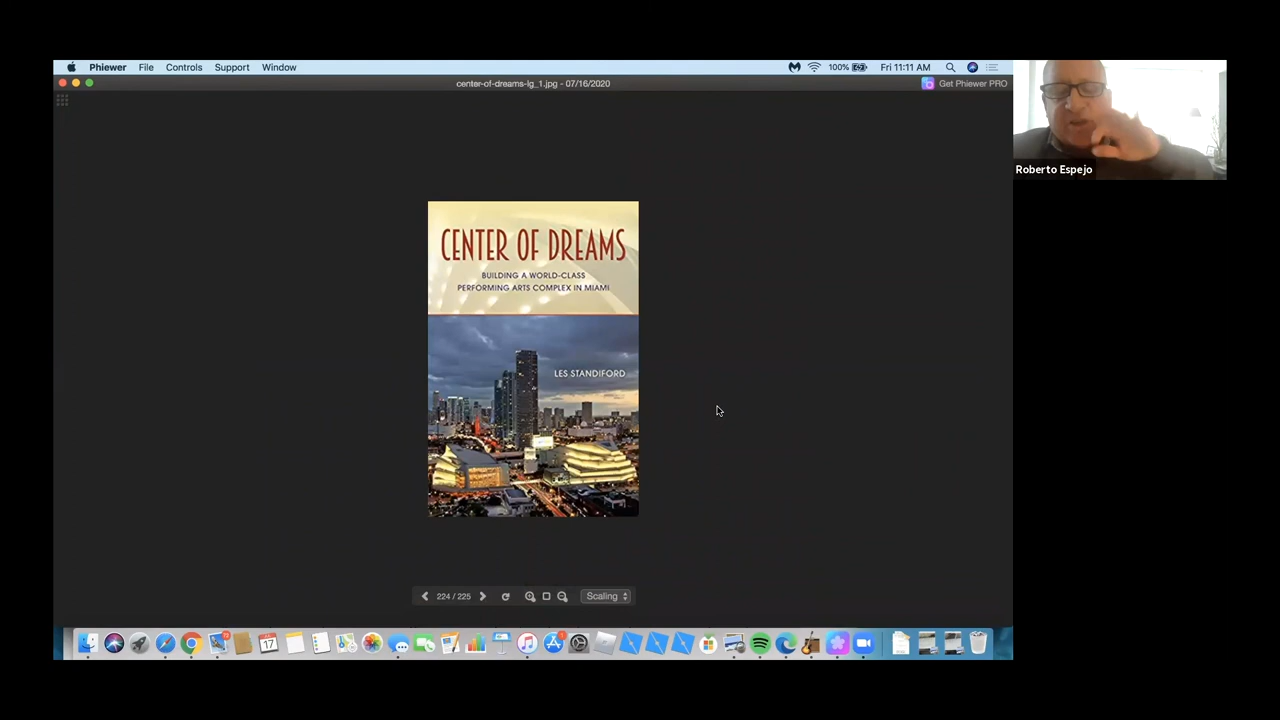 Phiewer File Controls Support Window 100% Fri 11:11 AM
center-of-dreams-lg_1.jpg - 07/16/2020
Get Phiewer PRO
Roberto Espejo
CENTER OF DREAMS
BUILDING A WORLD-CLASS
PERFORMING ARTS COMPLEX IN MIAMI
LES STANDIFORD
224 / 225
Scaling
17